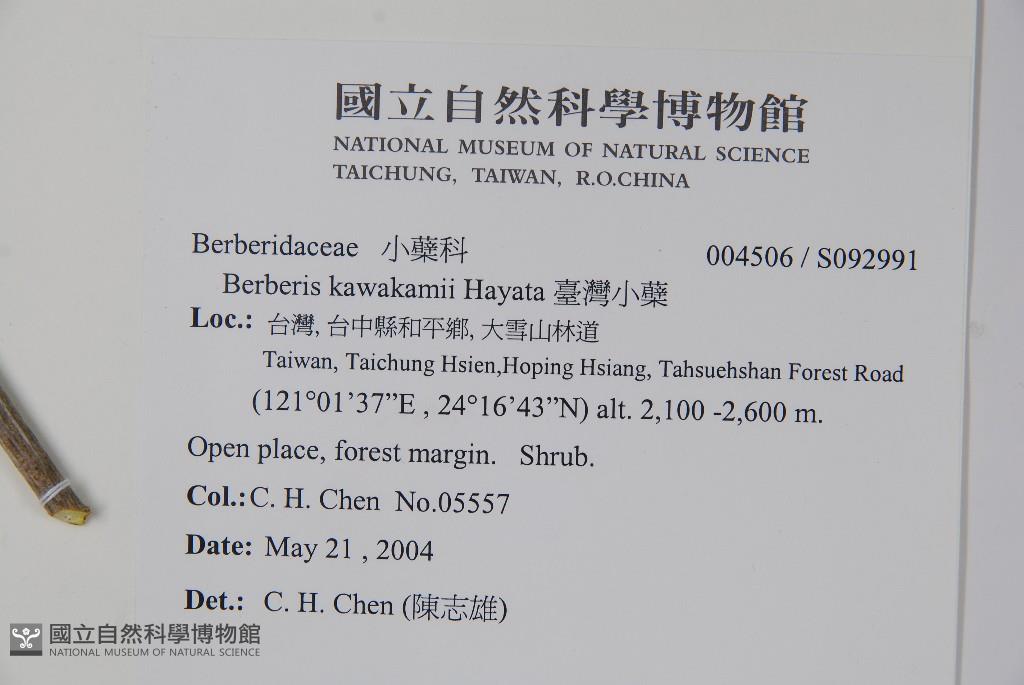 國立自然科學博物館
NATIONAL MUSEUM OF NATURAL SCIENCE
TAICHUNG, TAIWAN, R.O.CHINA
Berberidaceae 小蘗科 004506 / S092991
Berberis kawakamii Hayata 臺灣小蘗
Loc.: 台灣, 台中縣和平鄉, 大雪山林道
Taiwan, Taichung Hsien,Hoping Hsiang, Tahsuehshan Forest Road
(121°01’37”E , 24°16’43”N) alt. 2,100 -2,600 m.
Open place, forest margin. Shrub.
Col.: C. H. Chen No.05557
Date: May 21 , 2004
Det.: C. H. Chen (陳志雄)
國立自然科學博物館
NATIONAL MUSEUM OF NATURAL SCIENCE